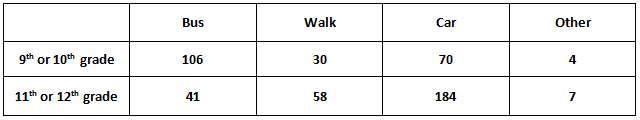 Bus Walk Car Other
9th or 10th grade 106 30 70 4
11th or 12th grade 41 58 184 7